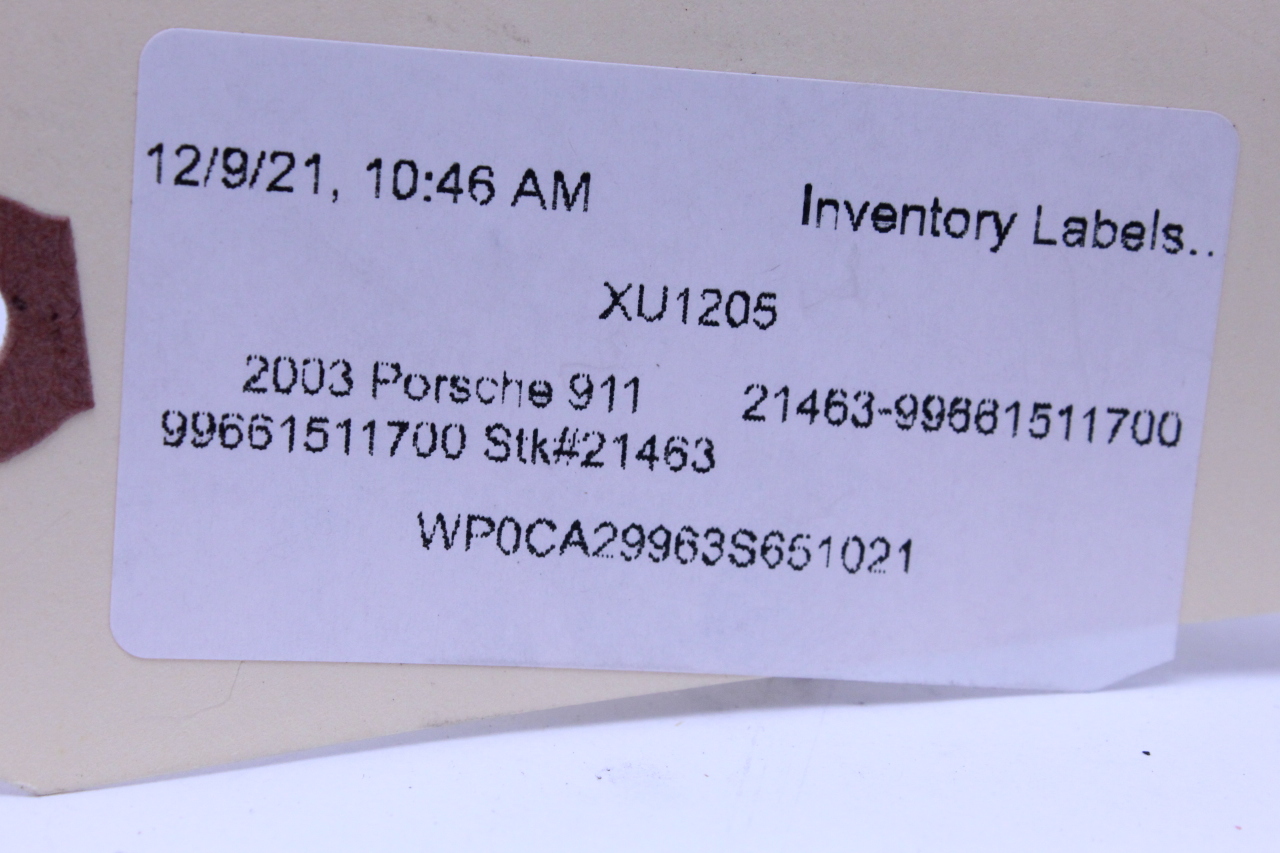 12/9/21, 10:46 AM Inventory Labels..
XU1205
2003 Porsche 911 21463-99661511700
99661511700 Stk#21463
WP0CA29963S651021